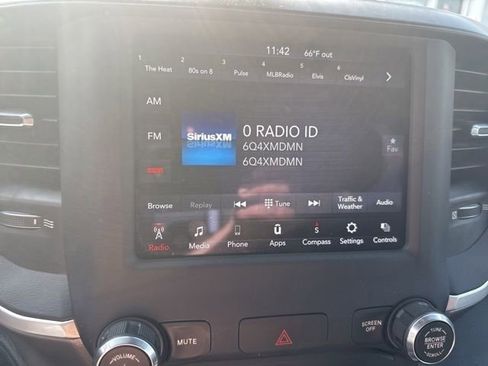 11:42 66°F out
1 2 3 4 5 6
The Heat 80s on 8 Pulse MLBRadio Elvis ClsVinyl
AM
FM
SiriusXM
0 RADIO ID
6Q4XMDMN
6Q4XMDMN
Fav
Browse Replay Tune Traffic & Weather Audio
Radio Media Phone Apps Compass Settings Controls
S
MUTE
SCREEN OFF
VOLUME
TUNE
BROWSE
ENTER
SCROLL